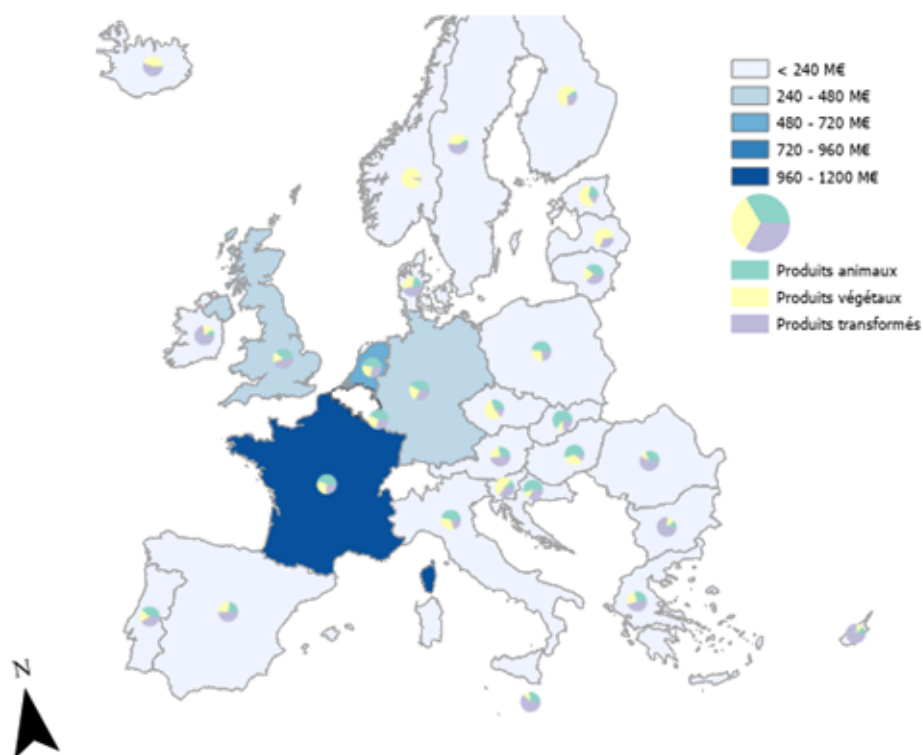 < 240 M€
240 - 480 M€
480 - 720 M€
720 - 960 M€
960 - 1200 M€
Produits animaux
Produits végétaux
Produits transformés
N